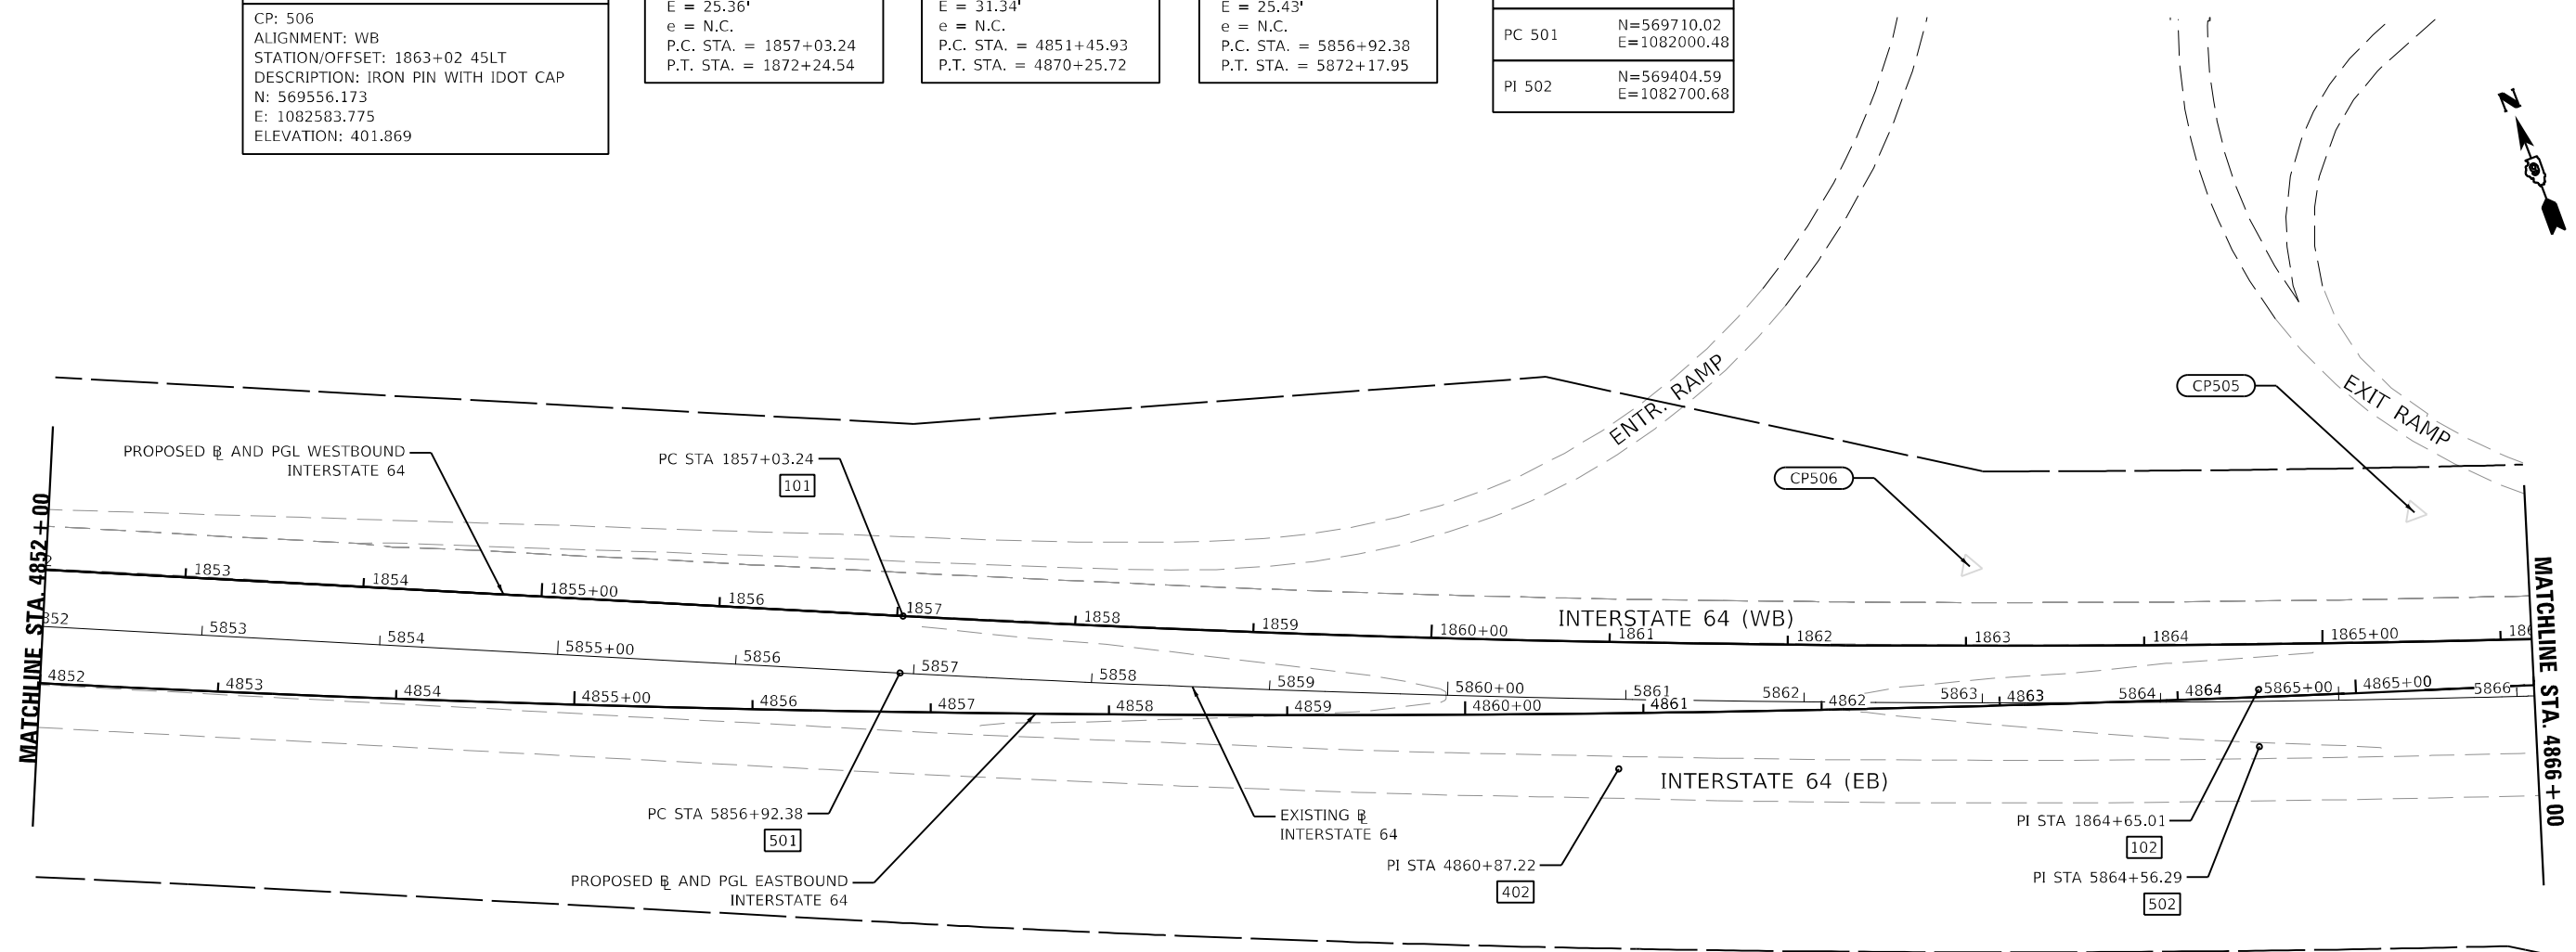 CP: 506
ALIGNMENT: WB
STATION/OFFSET: 1863+02 45LT
DESCRIPTION: IRON PIN WITH IDOT CAP
N: 569556.173
E: 1082583.775
ELEVATION: 401.869
E = 25.36'
e = N.C.
P.C. STA. = 1857+03.24
P.T. STA. = 1872+24.54
E = 31.34'
e = N.C.
P.C. STA. = 4851+45.93
P.T. STA. = 4870+25.72
E = 25.43'
e = N.C.
P.C. STA. = 5856+92.38
P.T. STA. = 5872+17.95
PC 501
N=569710.02
E=1082000.48
PI 502
N=569404.59
E=1082700.68
N
ENTR. RAMP
EXIT RAMP
CP505
CP506
PROPOSED B AND PGL WESTBOUND
INTERSTATE 64
PC STA 1857+03.24
101
MATCHLINE STA. 4852+00
2
1853
1854
1855+00
1856
1857
1858
1859
1860+00
1861
1862
1863
1864
1865+00
186
INTERSTATE 64 (WB)
352
5853
5854
5855+00
5856
5857
5858
5859
5860+00
5861
5862
5863
5864
5865+00
5866
4852
4853
4854
4855+00
4856
4857
4858
4859
4860+00
4861
4862
4863
4864
4865+00
MATCHLINE STA. 4866+00
INTERSTATE 64 (EB)
PC STA 5856+92.38
501
EXISTING B
INTERSTATE 64
PI STA 4860+87.22
402
PI STA 1864+65.01
102
PI STA 5864+56.29
502
PROPOSED B AND PGL EASTBOUND
INTERSTATE 64